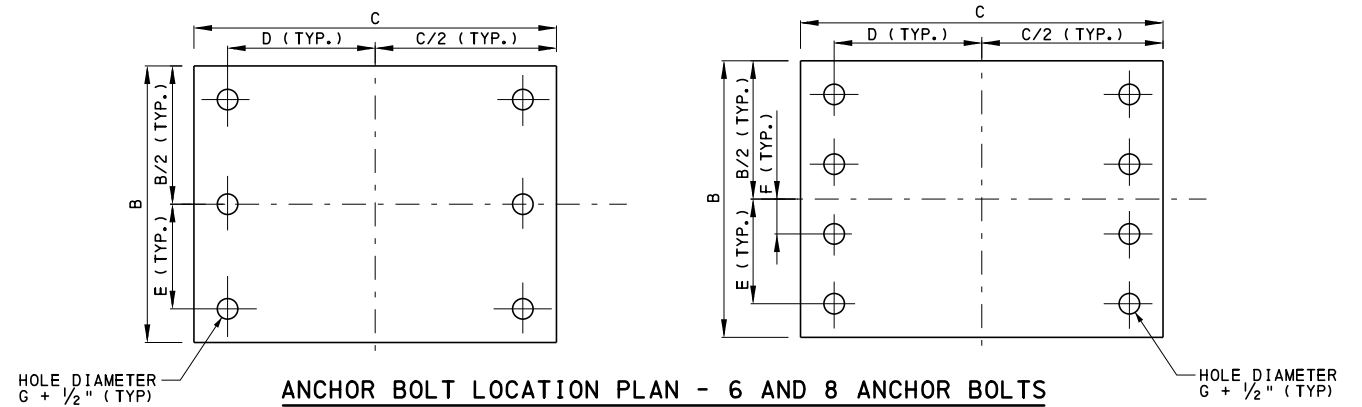 C
D (TYP.)
C/2 (TYP.)
B
B/2 (TYP.)
E (TYP.)
HOLE DIAMETER
G + 1/2" (TYP)
C
D (TYP.)
C/2 (TYP.)
B
B/2 (TYP.)
F (TYP.)
E (TYP.)
HOLE DIAMETER
G + 1/2" (TYP)
ANCHOR BOLT LOCATION PLAN - 6 AND 8 ANCHOR BOLTS